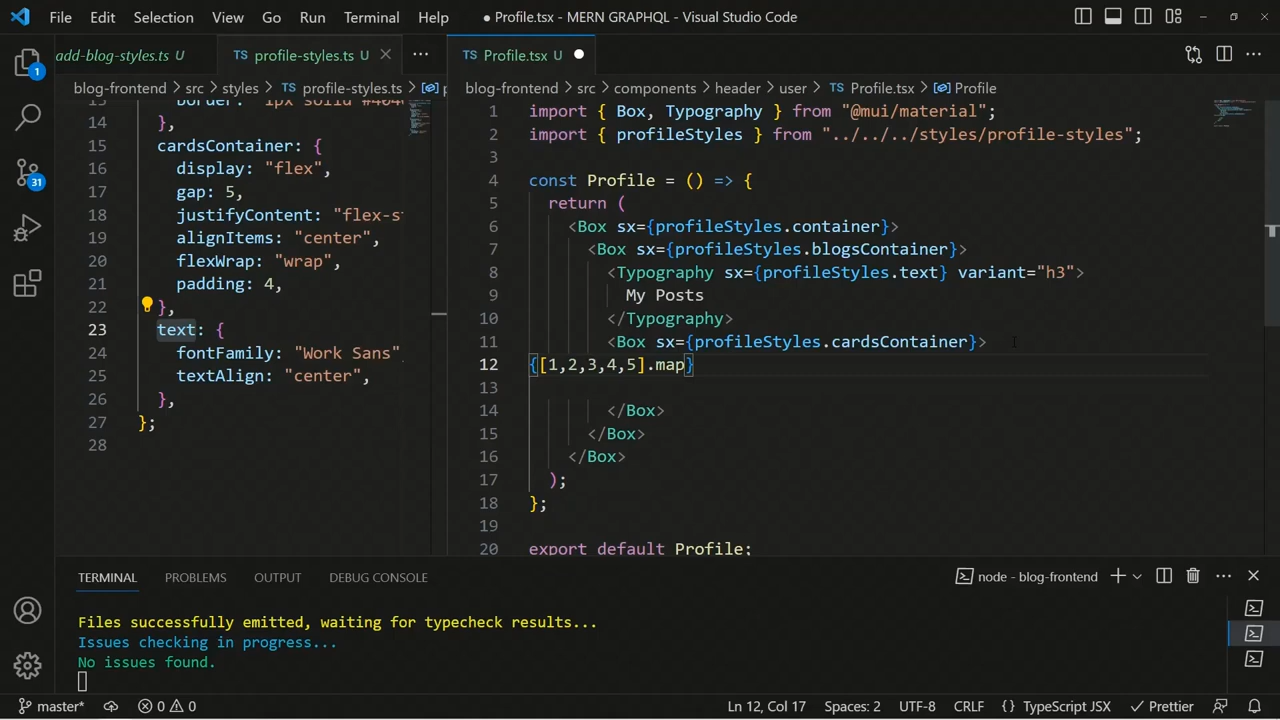 File Edit Selection View Go Run Terminal Help ● Profile.tsx - MERN GRAPHQL - Visual Studio Code
add-blog-styles.ts U TS profile-styles.ts U TS Profile.tsx U
blog-frontend > src > styles > TS profile-styles.ts >
14 },
15 cardsContainer: {
16 display: "flex",
17 gap: 5,
18 justifyContent: "flex-st
19 alignItems: "center",
20 flexWrap: "wrap",
21 padding: 4,
22 },
23 text: {
24 fontFamily: "Work Sans",
25 textAlign: "center",
26 },
27 };
28
blog-frontend > src > components > header > user > TS Profile.tsx > Profile
1 import { Box, Typography } from "@mui/material";
2 import { profileStyles } from "../../../styles/profile-styles";
3
4 const Profile = () => {
5 return (
6 <Box sx={profileStyles.container}>
7 <Box sx={profileStyles.blogsContainer}>
8 <Typography sx={profileStyles.text} variant="h3">
9 My Posts
10 </Typography>
11 <Box sx={profileStyles.cardsContainer}>
12 {[1,2,3,4,5].map}
13
14 </Box>
15 </Box>
16 </Box>
17 );
18 };
19
20 export default Profile;
1
31
TERMINAL PROBLEMS OUTPUT DEBUG CONSOLE node - blog-frontend
Files successfully emitted, waiting for typecheck results...
Issues checking in progress...
No issues found.
master* 0 0 Ln 12, Col 17 Spaces: 2 UTF-8 CRLF {} TypeScript JSX Prettier